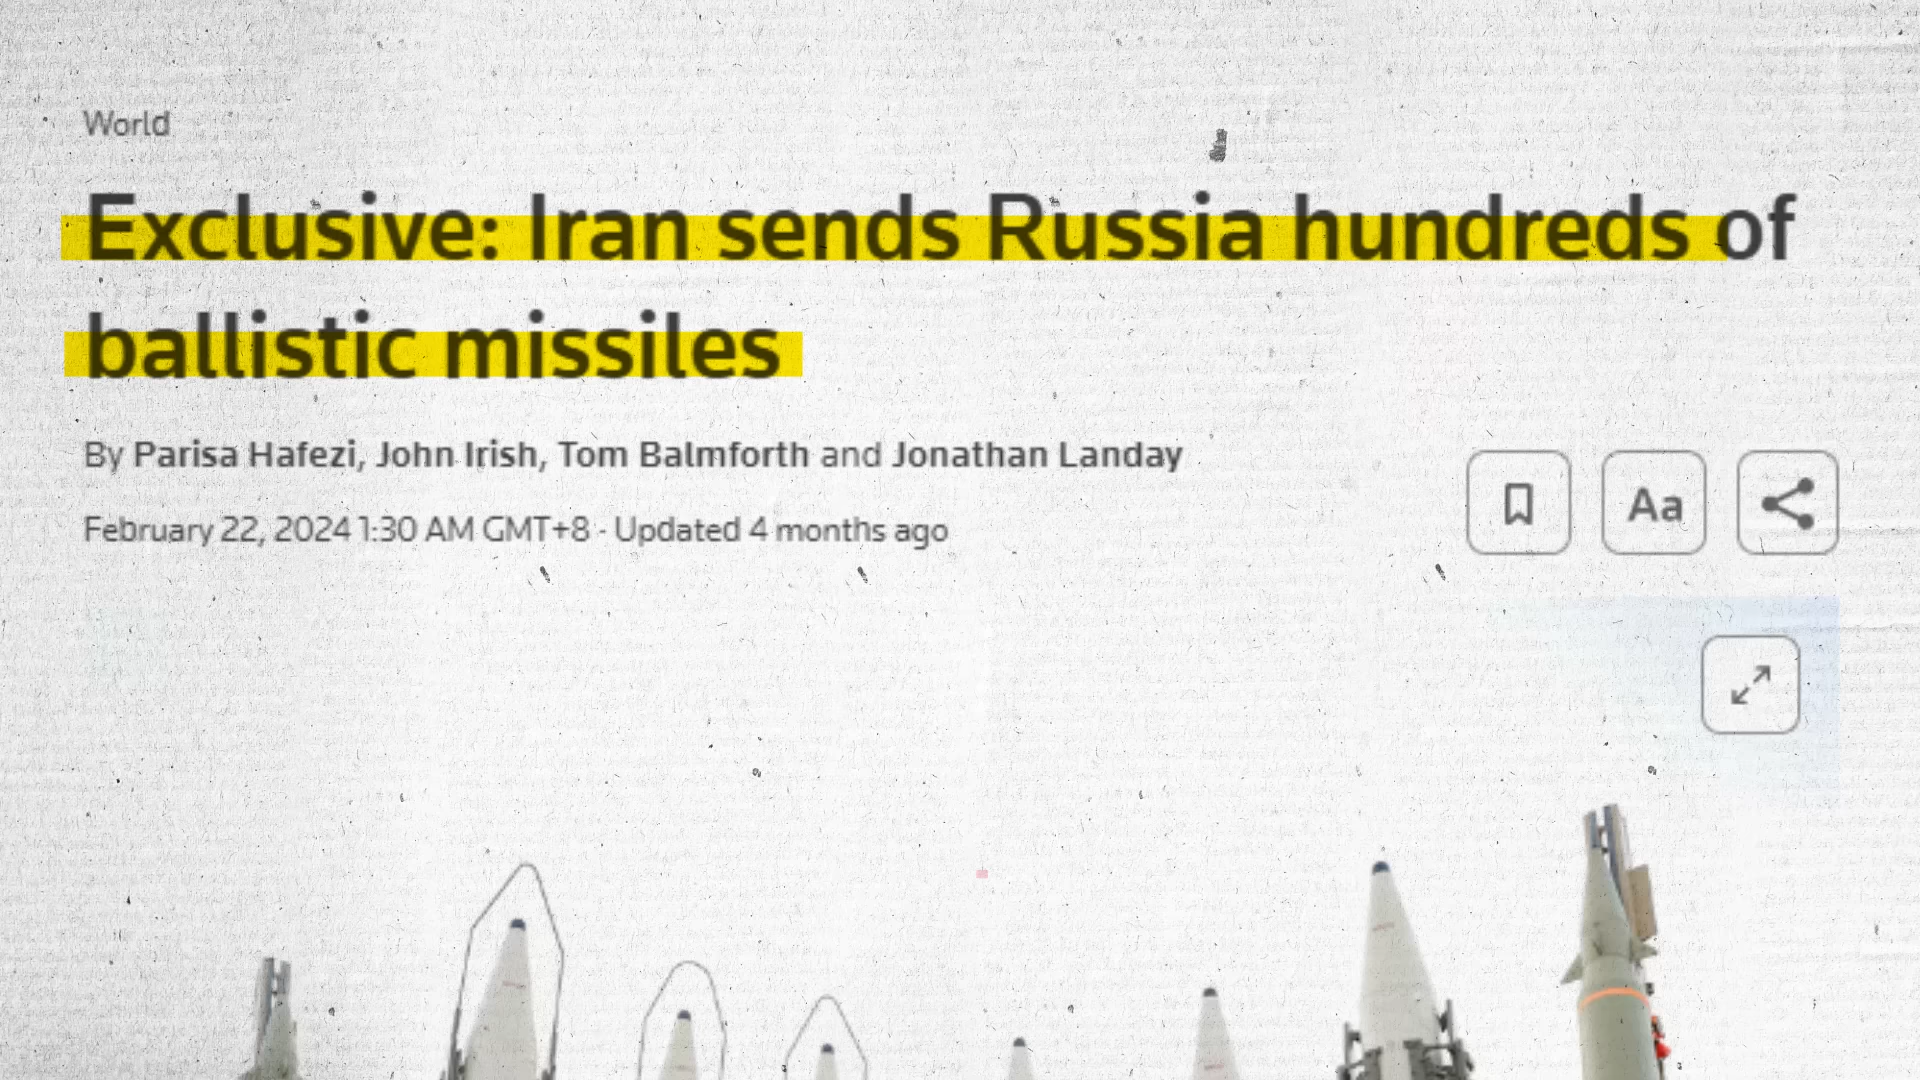 World
Exclusive: Iran sends Russia hundreds of
ballistic missiles
By Parisa Hafezi, John Irish, Tom Balmforth and Jonathan Landay
February 22, 2024 1:30 AM GMT+8 · Updated 4 months ago
Aa